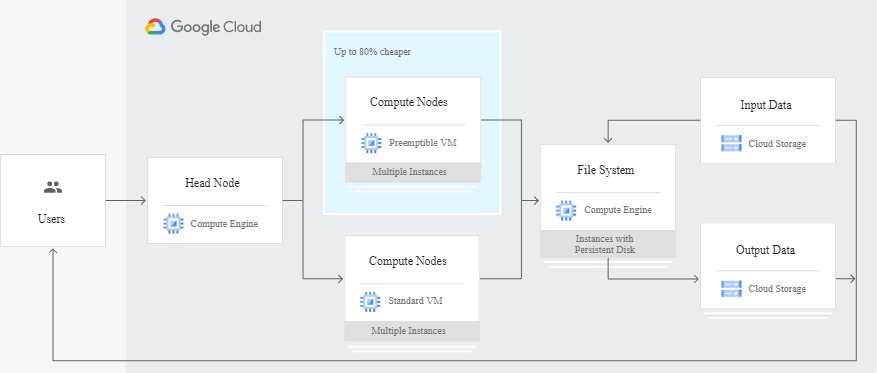 Google Cloud
Up to 80% cheaper
Compute Nodes
Preemptible VM
Multiple Instances
Users
Head Node
Compute Engine
Compute Nodes
Standard VM
Multiple Instances
File System
Compute Engine
Instances with
Persistent Disk
Input Data
Cloud Storage
Output Data
Cloud Storage